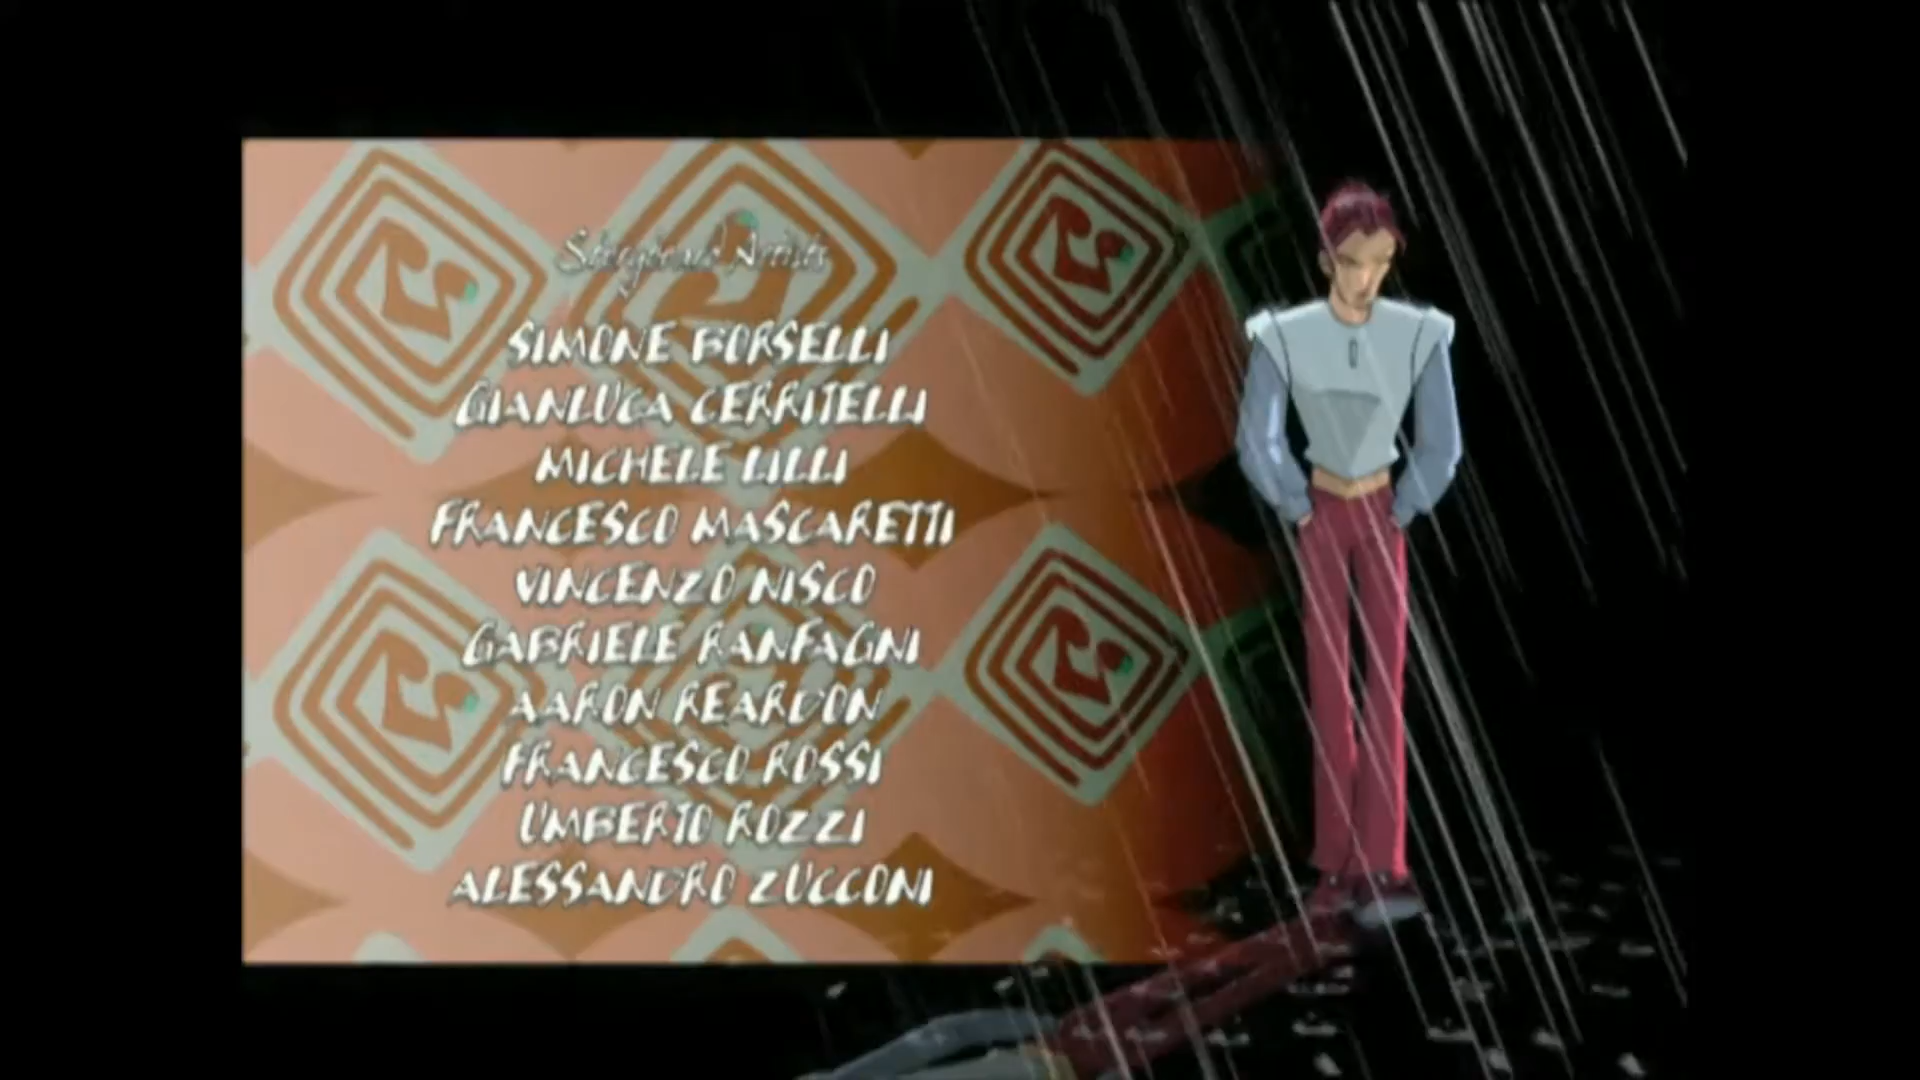 Storyboard Artists
SIMONE BORSELLI
GIANLUCA CERRITELLI
MICHELE LILLI
FRANCESCO MASCARETTI
VINCENZO NISCO
GABRIELE RANFAGNI
AARON REARDON
FRANCESCO ROSSI
UMBERTO ROZZI
ALESSANDRO ZUCCONI